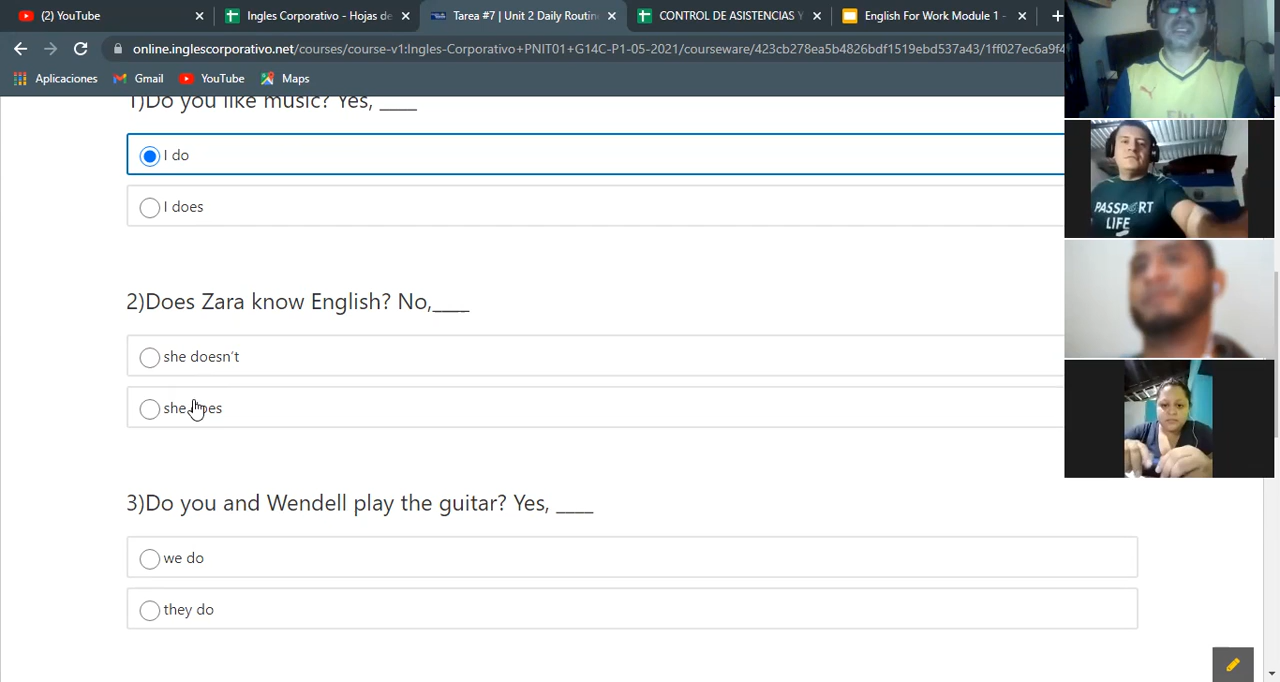 (2) YouTube
Ingles Corporativo - Hojas de
Tarea #7 | Unit 2 Daily Routin
CONTROL DE ASISTENCIAS Y
English For Work Module 1 -
online.inglescorporativo.net/courses/course-v1:Ingles-Corporativo+PNIT01+G14C-P1-05-2021/courseware/423cb278ea5b4826bdf1519ebd537a43/1ff027ec6a9f4
Aplicaciones
Gmail
YouTube
Maps
1)Do you like music? Yes, ____
I do
I does
2)Does Zara know English? No,____
she doesn't
she
3)Do you and Wendell play the guitar? Yes, ____
we do
they do
PASSPORT
LIFE